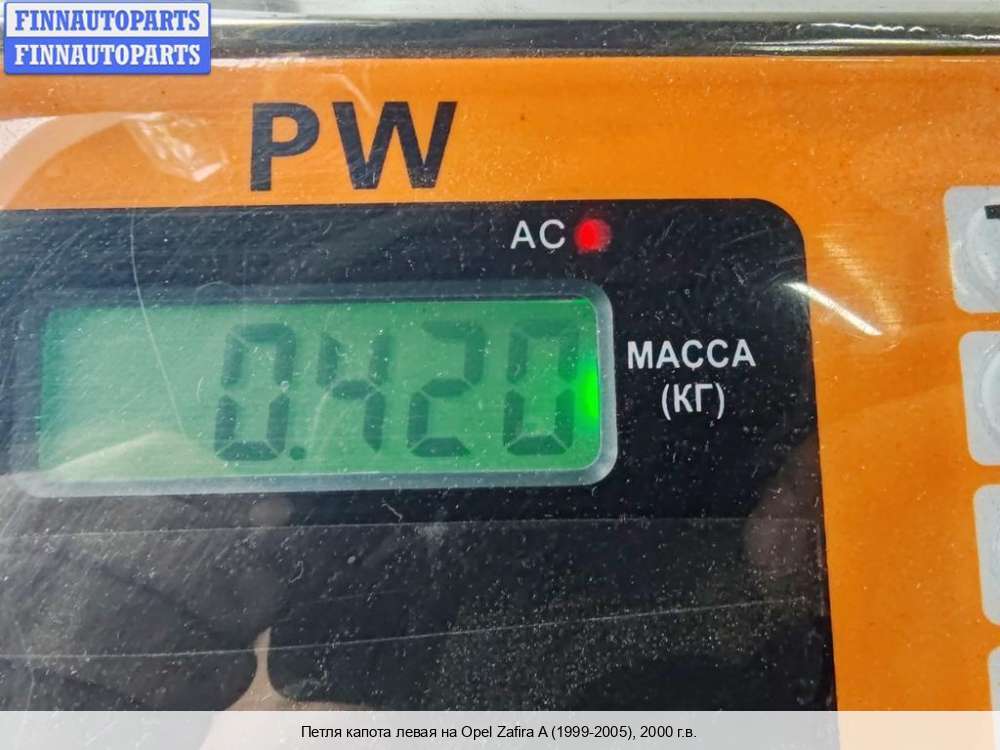 FINNAUTOPARTS
FINNAUTOPARTS
PW
AC
0.420
МАССА
(КГ)
Петля капота левая на Opel Zafira A (1999-2005), 2000 г.в.